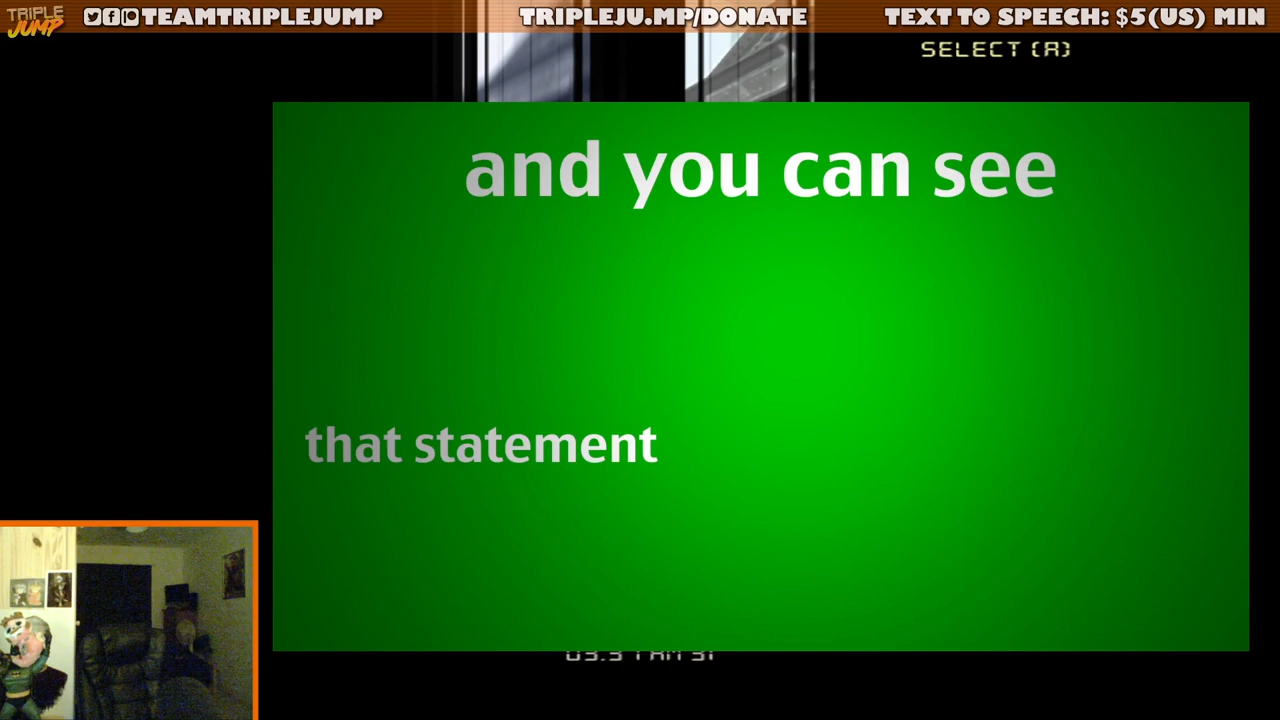 TRIPLE
JUMP
TEAMTRIPLEJUMP
TRIPLEJU.MP/DONATE
TEXT TO SPEECH: $5(US) MIN
SELECT (A)
and you can see
that statement